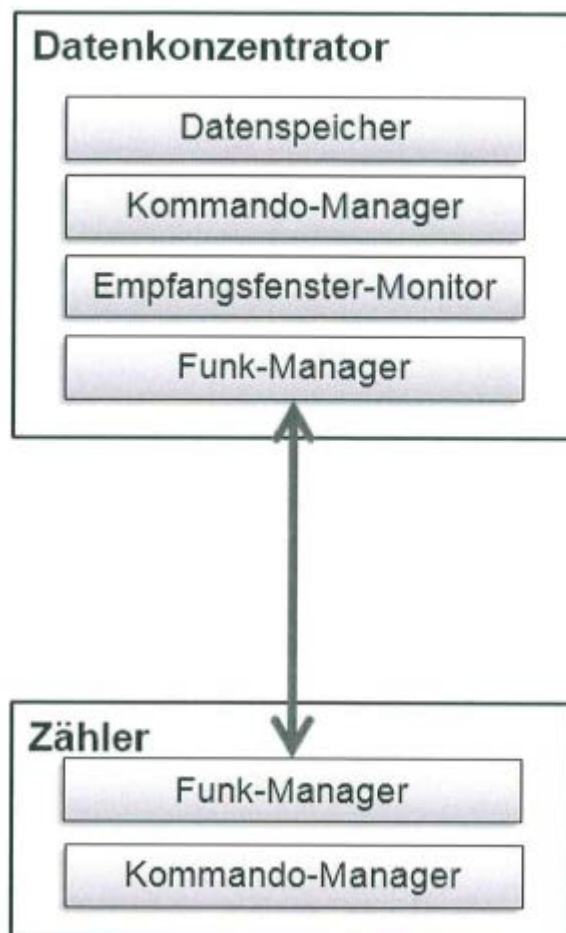 Datenkonzentrator
Datenspeicher
Kommando-Manager
Empfangsfenster-Monitor
Funk-Manager
Zähler
Funk-Manager
Kommando-Manager